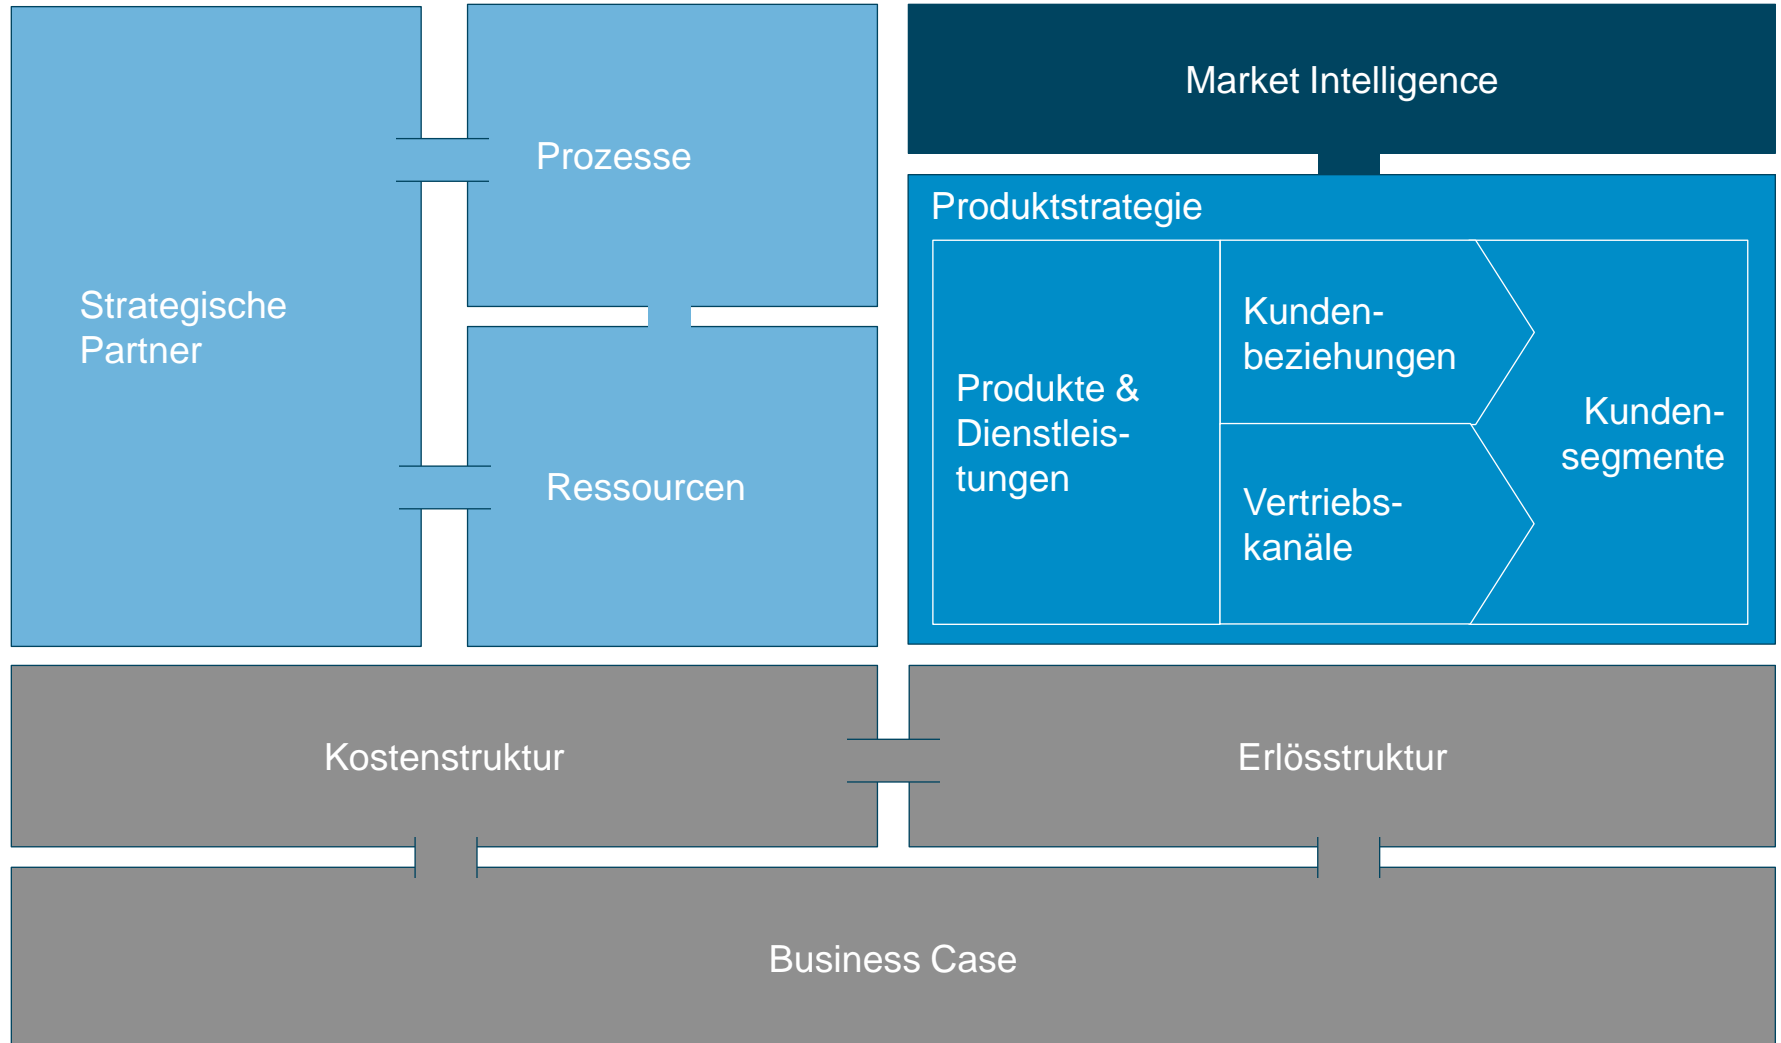 Strategische
Partner
Prozesse
Ressourcen
Market Intelligence
Produktstrategie
Produkte &
Dienstleis-
tungen
Kunden-
beziehungen
Vertriebs-
kanäle
Kunden-
segmente
Kostenstruktur
Erlösstruktur
Business Case